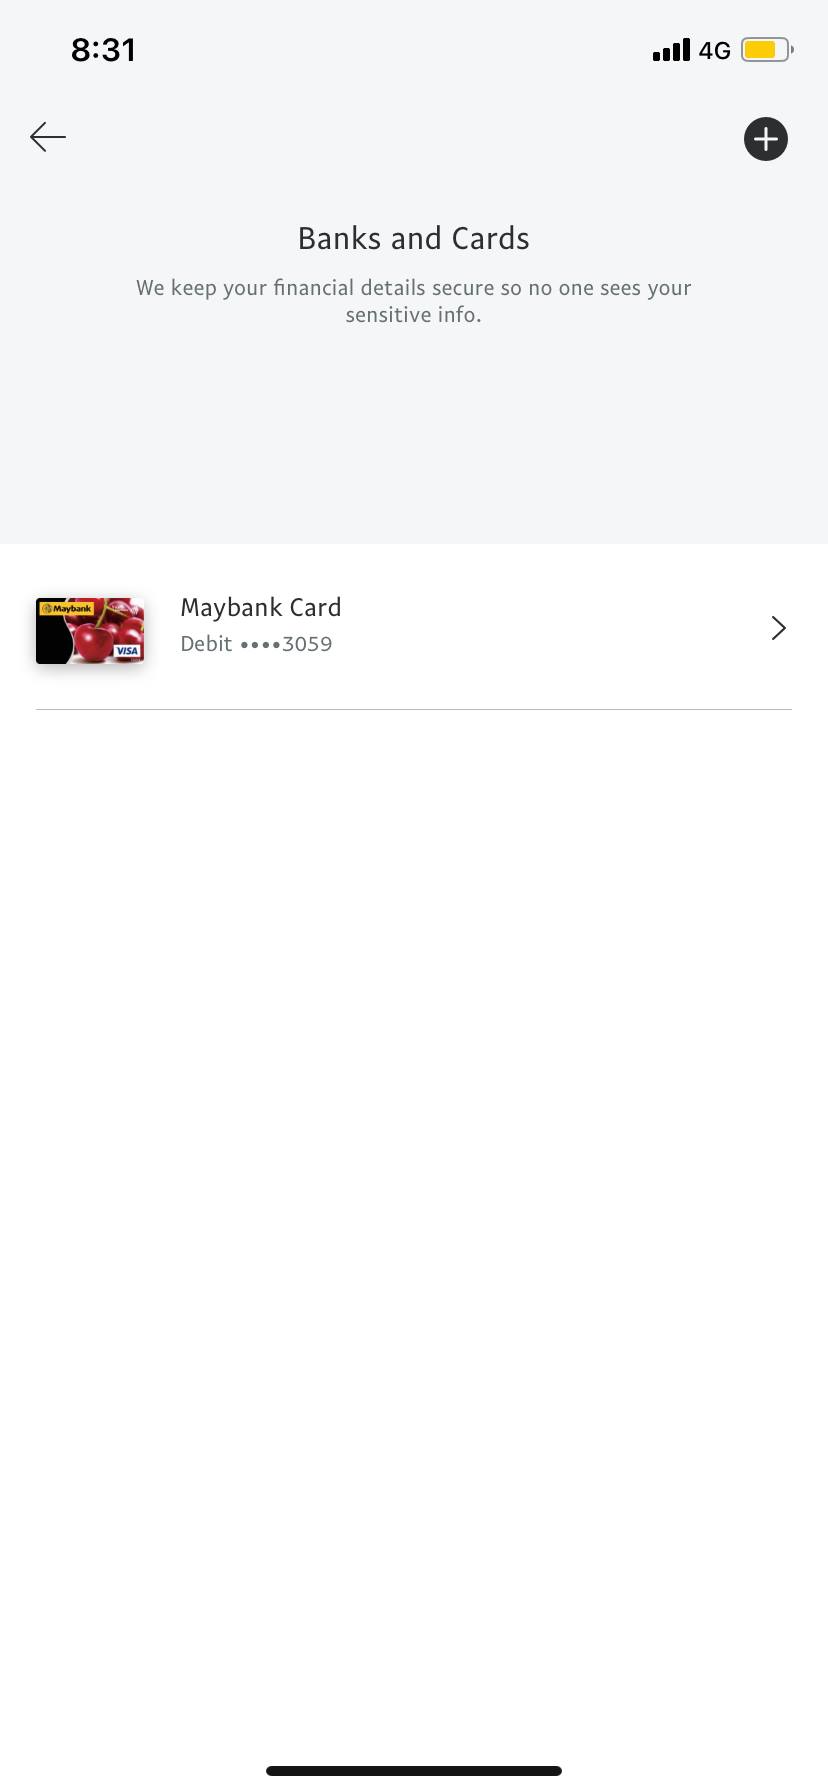 8:31
4G
Banks and Cards
We keep your financial details secure so no one sees your
sensitive info.
Maybank
VISA
Maybank Card
Debit ••••3059